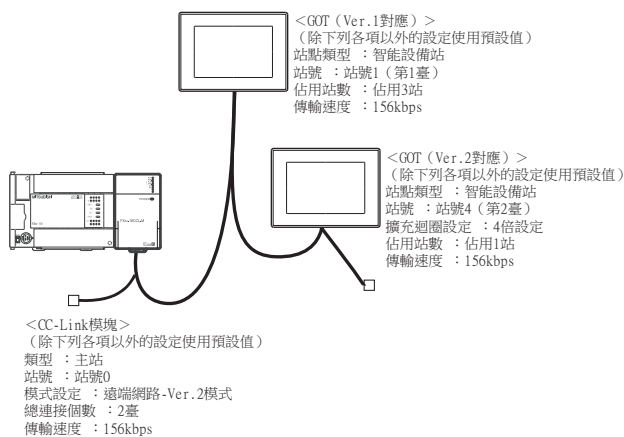 <GOT（Ver.1對應）>
（除下列各項以外的設定使用預設值）
站點類型 ：智能設備站
站號 ：站號1（第1臺）
佔用站數 ：佔用3站
傳輸速度 ：156kbps
<GOT（Ver.2對應）>
（除下列各項以外的設定使用預設值）
站點類型 ：智能設備站
站號 ：站號4（第2臺）
擴充迴圈設定 ：4倍設定
佔用站數 ：佔用1站
傳輸速度 ：156kbps
<CC-Link模塊>
（除下列各項以外的設定使用預設值）
類型 ：主站
站號 ：站號0
模式設定 ：遠端網路-Ver.2模式
總連接個數 ：2臺
傳輸速度 ：156kbps